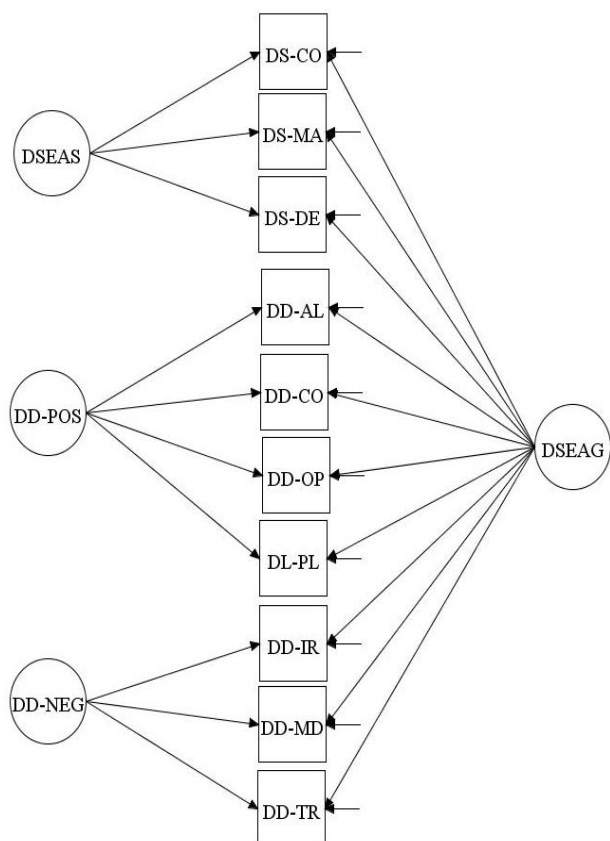 DS-CO
DS-MA
DSEAS
DS-DE
DD-AL
DD-CO
DD-POS
DSEAG
DD-OP
DL-PL
DD-IR
DD-NEG
DD-MD
DD-TR